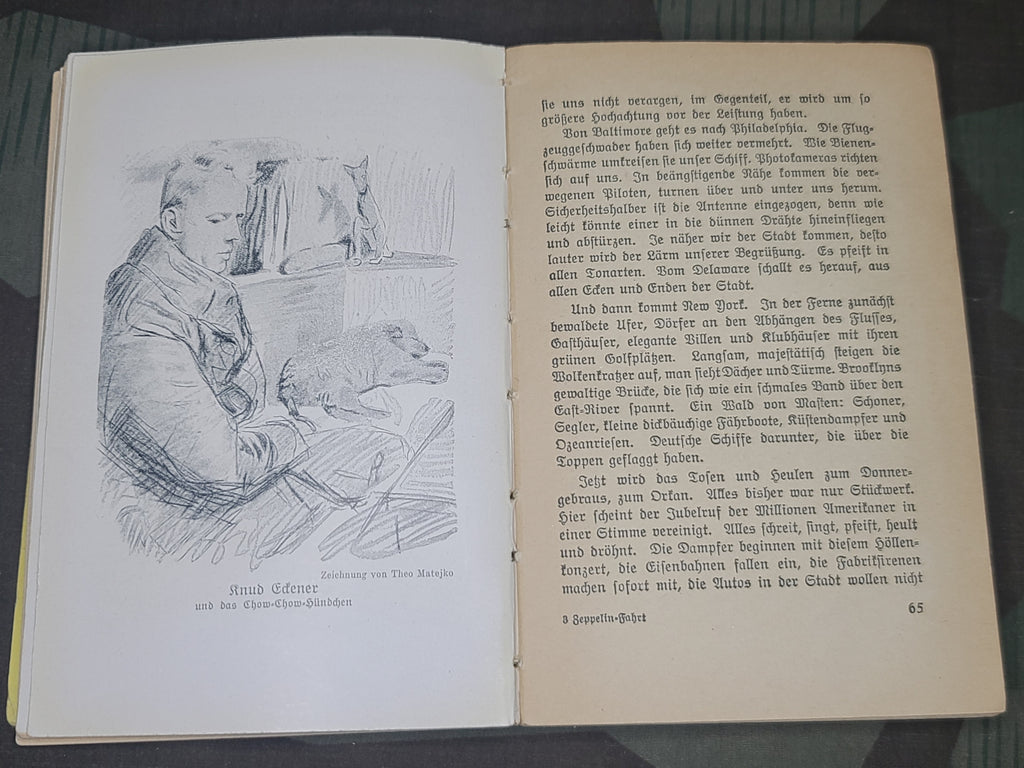 Zeichnung von Theo Matejko
Knud Eckener
und das Chow-Chow-Hündchen
sie uns nicht verargen, im Gegenteil, er wird um so
größere Hochachtung vor der Leistung haben.
Von Baltimore geht es nach Philadelphia. Die Flug-
zeuggeschwader haben sich weiter vermehrt. Wie Bienen-
schwärme umkreisen sie unser Schiff. Photokameras richten
sich auf uns. In beängstigende Nähe kommen die ver-
wegenen Piloten, turnen über und unter uns herum.
Sicherheitshalber ist die Antenne eingezogen, denn wie
leicht könnte einer in die dünnen Drähte hineinfliegen
und abstürzen. Je näher wir der Stadt kommen, desto
lauter wird der Lärm unserer Begrüßung. Es pfeift in
allen Tonarten. Vom Delaware schallt es herauf, aus
allen Ecken und Enden der Stadt.
Und dann kommt New York. In der Ferne zunächst
bewaldete Ufer, Dörfer an den Abhängen des Flusses,
Gasthäuser, elegante Villen und Klubhäuser mit ihren
grünen Golfplätzen. Langsam, majestätisch steigen die
Wolkenkratzer auf, man sieht Dächer und Türme. Brooklyns
gewaltige Brücke, die sich wie ein schmales Band über den
East-River spannt. Ein Wald von Masten: Schoner,
Segler, kleine dickbäuchige Fährboote, Küstendampfer und
Ozeanriesen. Deutsche Schiffe darunter, die über die
Toppen geflaggt haben.
Jetzt wird das Tosen und Heulen zum Donner-
gebraus, zum Orkan. Alles bisher war nur Stückwerk.
Hier scheint der Jubelruf der Millionen Amerikaner in
einer Stimme vereinigt. Alles schreit, singt, pfeift, heult
und dröhnt. Die Dampfer beginnen mit diesem Höllen-
konzert, die Eisenbahnen fallen ein, die Fabriksirenen
machen sofort mit, die Autos in der Stadt wollen nicht
3 Zeppelin-Fahrt
65